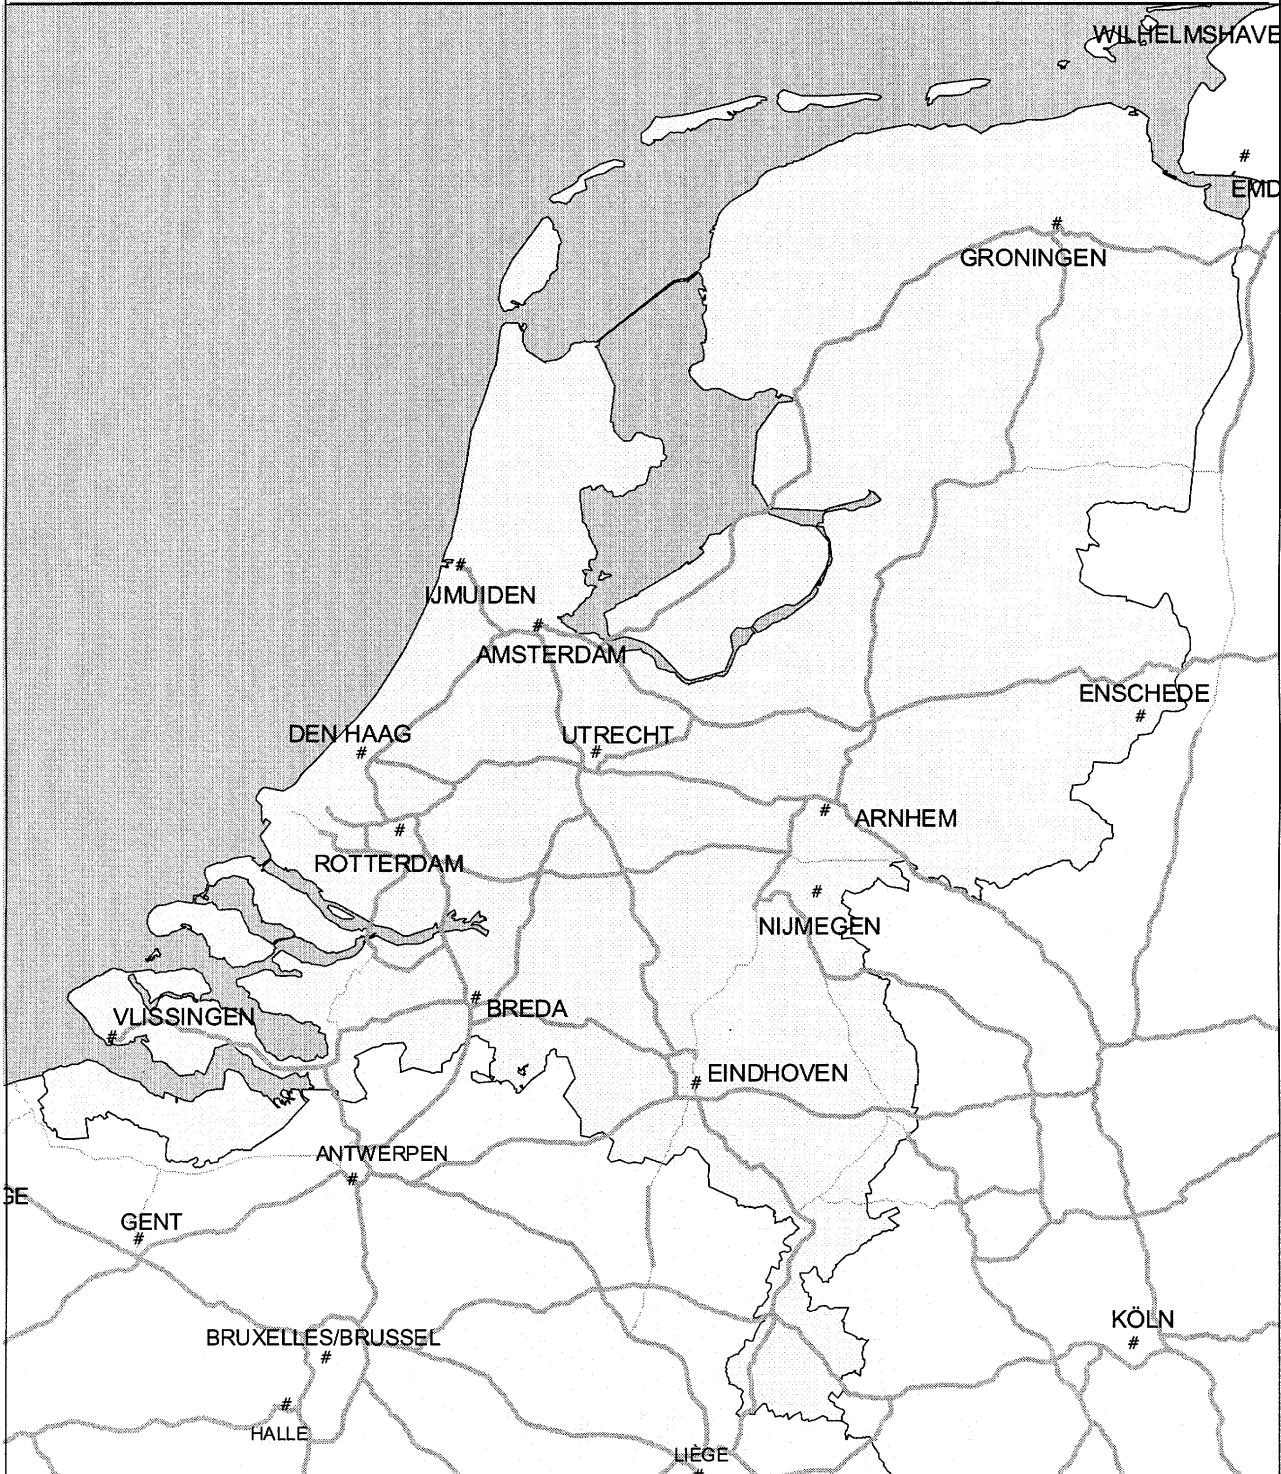 WILHELMSHAVE
#
EMD
#
GRONINGEN
#
IJMUIDEN
#
AMSTERDAM
ENSCHEDE
#
DEN HAAG
#
UTRECHT
#
#
ARNHEM
#
ROTTERDAM
#
NIJMEGEN
#
BREDA
VLISSINGEN
#
# EINDHOVEN
ANTWERPEN
#
GE
GENT
#
KÖLN
#
BRUXELLES/BRUSSEL
#
#
HALLE
LIÈGE
#